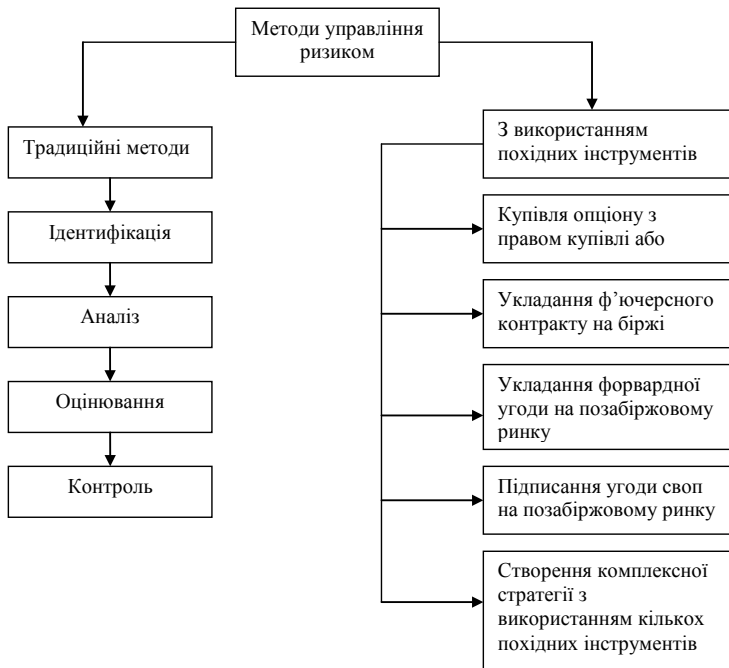 Методи управління
ризиком
Традиційні методи
Ідентифікація
Аналіз
Оцінювання
Контроль
З використанням
похідних інструментів
Купівля опціону з
правом купівлі або
Укладання ф’ючерсного
контракту на біржі
Укладання форвардної
угоди на позабіржовому
ринку
Підписання угоди своп
на позабіржовому ринку
Створення комплексної
стратегії з
використанням кількох
похідних інструментів